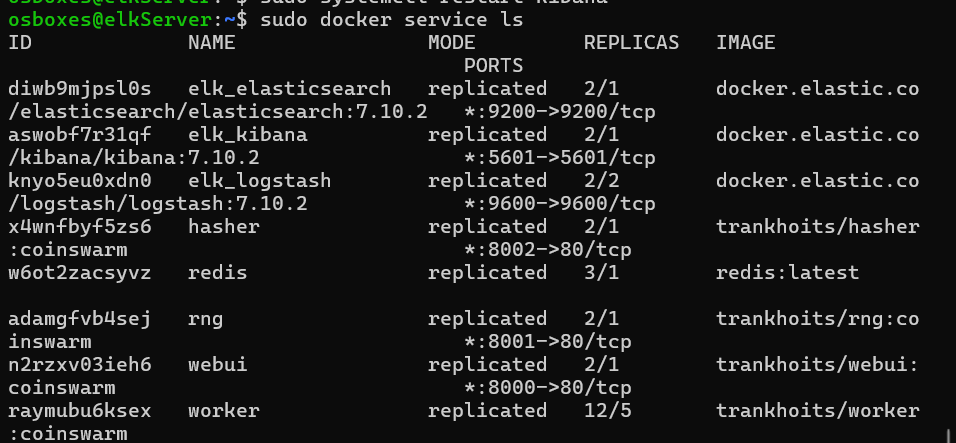 osboxes@elkServer:~$ sudo systemctl restart kibana
osboxes@elkServer:~$ sudo docker service ls
ID             NAME                MODE         REPLICAS   IMAGE
                                      PORTS
diwb9mjpsl0s   elk_elasticsearch   replicated   2/1        docker.elastic.co
/elasticsearch/elasticsearch:7.10.2   *:9200->9200/tcp
aswobf7r31qf   elk_kibana          replicated   2/1        docker.elastic.co
/kibana/kibana:7.10.2                 *:5601->5601/tcp
knyo5eu0xdn0   elk_logstash        replicated   2/2        docker.elastic.co
/logstash/logstash:7.10.2             *:9600->9600/tcp
x4wnfbyf5zs6   hasher              replicated   2/1        trankhoits/hasher
:coinswarm                            *:8002->80/tcp
w6ot2zacsyvz   redis               replicated   3/1        redis:latest
adamgfvb4sej   rng                 replicated   2/1        trankhoits/rng:co
inswarm                               *:8001->80/tcp
n2rzxv03ieh6   webui               replicated   2/1        trankhoits/webui:
coinswarm                             *:8000->80/tcp
raymubu6ksex   worker              replicated   12/5       trankhoits/worker
:coinswarm